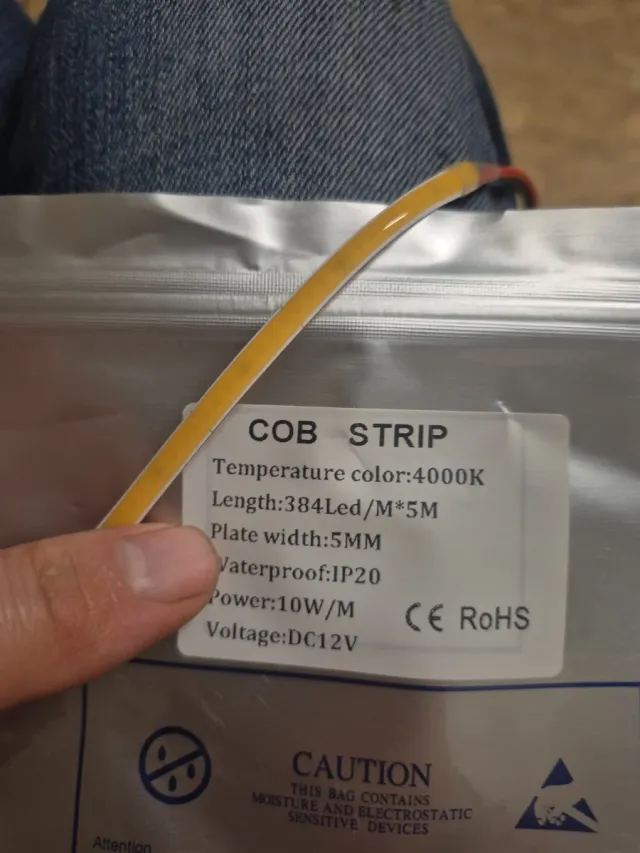 COB STRIP
Temperature color:4000K
Length:384Led/M*5M
Plate width:5MM
Waterproof:IP20
Power:10W/M
Voltage:DC12V
CE RoHS
CAUTION
THIS BAG CONTAINS
MOISTURE AND ELECTROSTATIC
SENSITIVE DEVICES
Attention